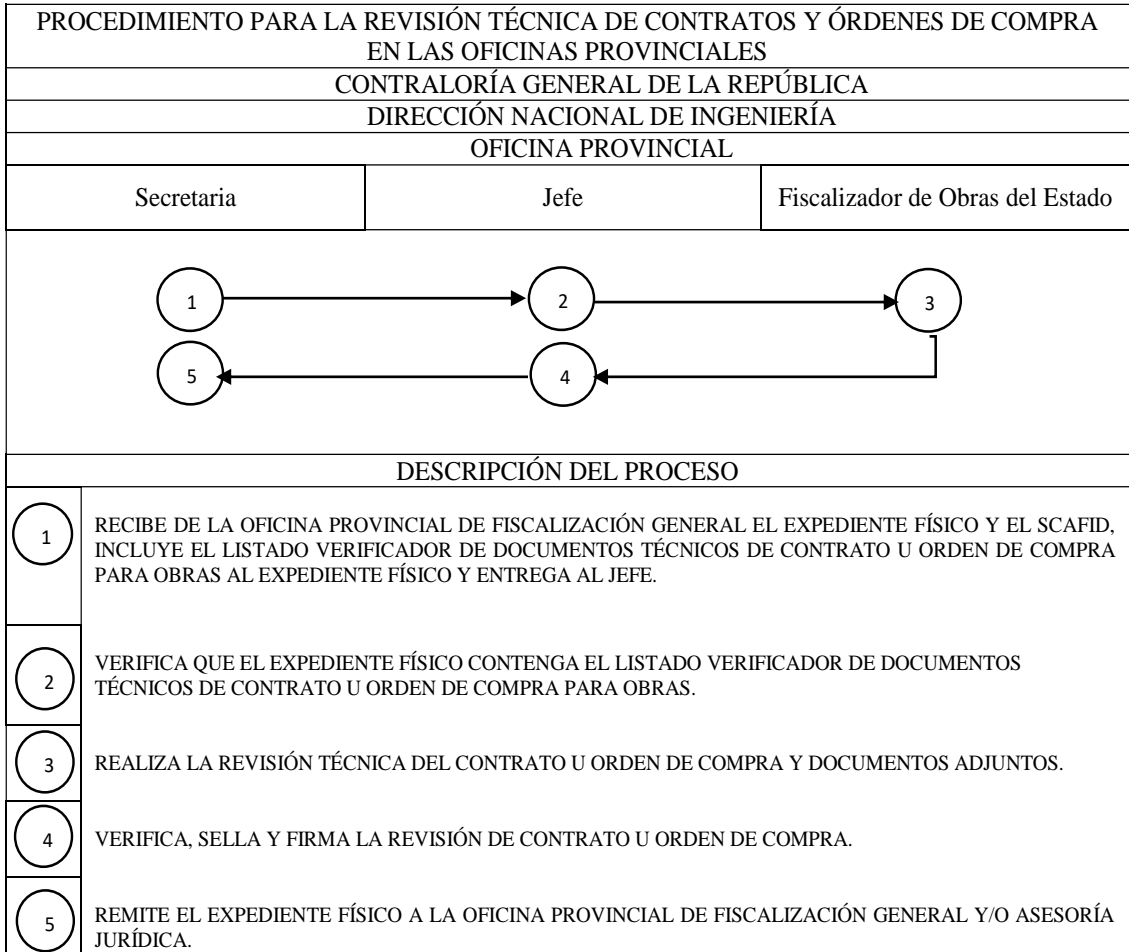 PROCEDIMIENTO PARA LA REVISIÓN TÉCNICA DE CONTRATOS Y ÓRDENES DE COMPRA
EN LAS OFICINAS PROVINCIALES
CONTRALORÍA GENERAL DE LA REPÚBLICA
DIRECCIÓN NACIONAL DE INGENIERÍA
OFICINA PROVINCIAL
Secretaria
Jefe
Fiscalizador de Obras del Estado
1
2
3
5
4
DESCRIPCIÓN DEL PROCESO
1
RECIBE DE LA OFICINA PROVINCIAL DE FISCALIZACIÓN GENERAL EL EXPEDIENTE FÍSICO Y EL SCAFID,
INCLUYE EL LISTADO VERIFICADOR DE DOCUMENTOS TÉCNICOS DE CONTRATO U ORDEN DE COMPRA
PARA OBRAS AL EXPEDIENTE FÍSICO Y ENTREGA AL JEFE.
2
VERIFICA QUE EL EXPEDIENTE FÍSICO CONTENGA EL LISTADO VERIFICADOR DE DOCUMENTOS
TÉCNICOS DE CONTRATO U ORDEN DE COMPRA PARA OBRAS.
3
REALIZA LA REVISIÓN TÉCNICA DEL CONTRATO U ORDEN DE COMPRA Y DOCUMENTOS ADJUNTOS.
4
VERIFICA, SELLA Y FIRMA LA REVISIÓN DE CONTRATO U ORDEN DE COMPRA.
5
REMITE EL EXPEDIENTE FÍSICO A LA OFICINA PROVINCIAL DE FISCALIZACIÓN GENERAL Y/O ASESORÍA
JURÍDICA.